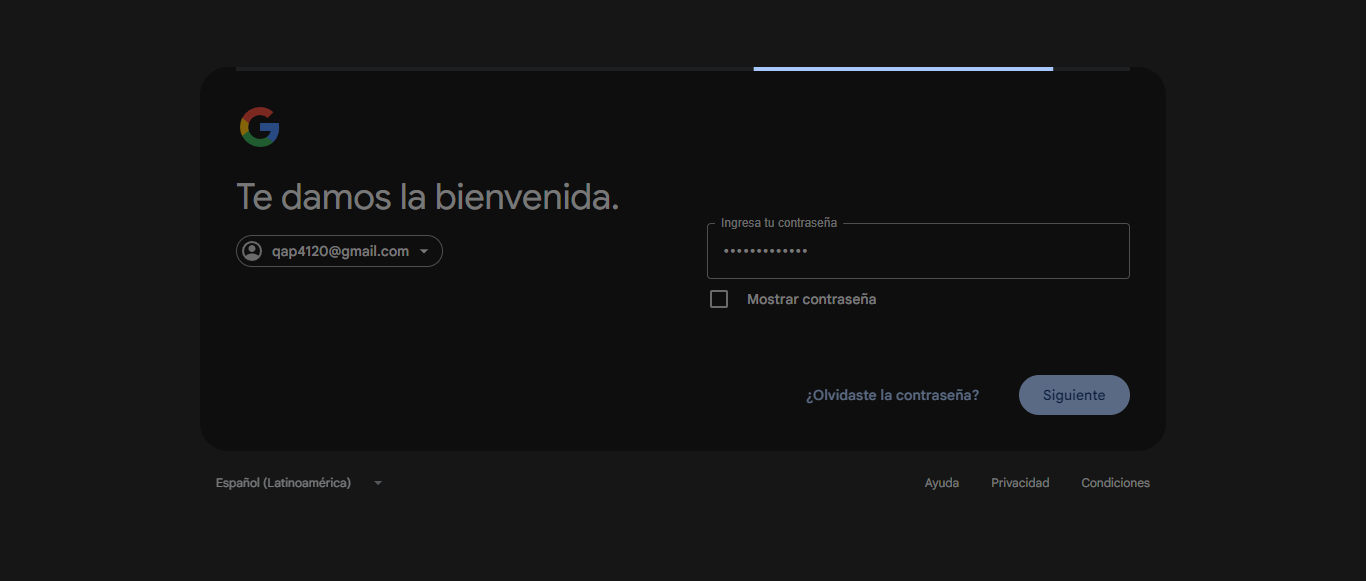 Te damos la bienvenida.
qap4120@gmail.com
Ingresa tu contraseña
•••••••••••••
Mostrar contraseña
¿Olvidaste la contraseña?
Siguiente
Español (Latinoamérica)
Ayuda
Privacidad
Condiciones